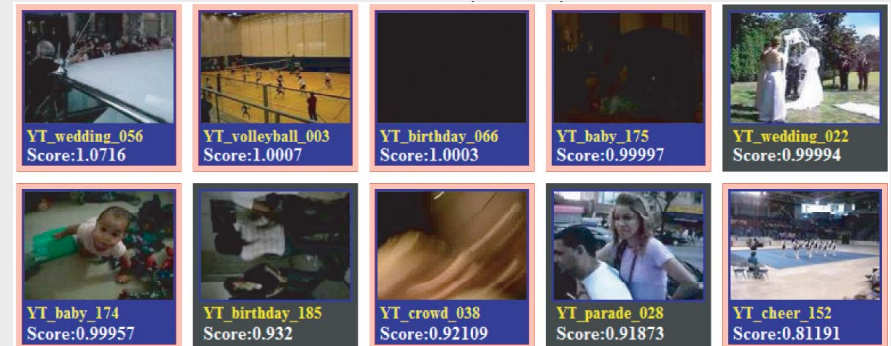 YT_wedding_056
Score:1.0716
YT_volleyball_003
Score:1.0007
YT_birthday_066
Score:1.0003
YT_baby_175
Score:0.99997
YT_wedding_022
Score:0.99994
YT_baby_174
Score:0.99957
YT_birthday_185
Score:0.932
YT_crowd_038
Score:0.92109
YT_parade_028
Score:0.91873
YT_cheer_152
Score:0.81191